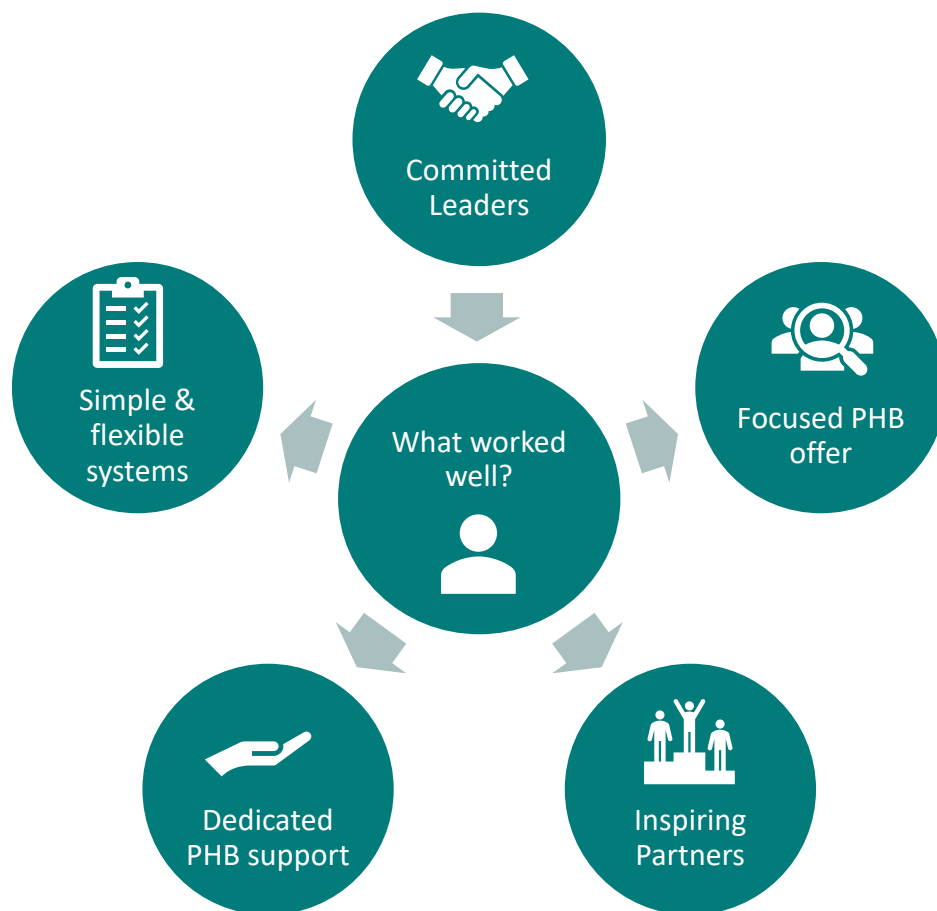 Committed
Leaders
Simple &
flexible
systems
What worked
well?
Focused PHB
offer
Dedicated
PHB support
Inspiring
Partners